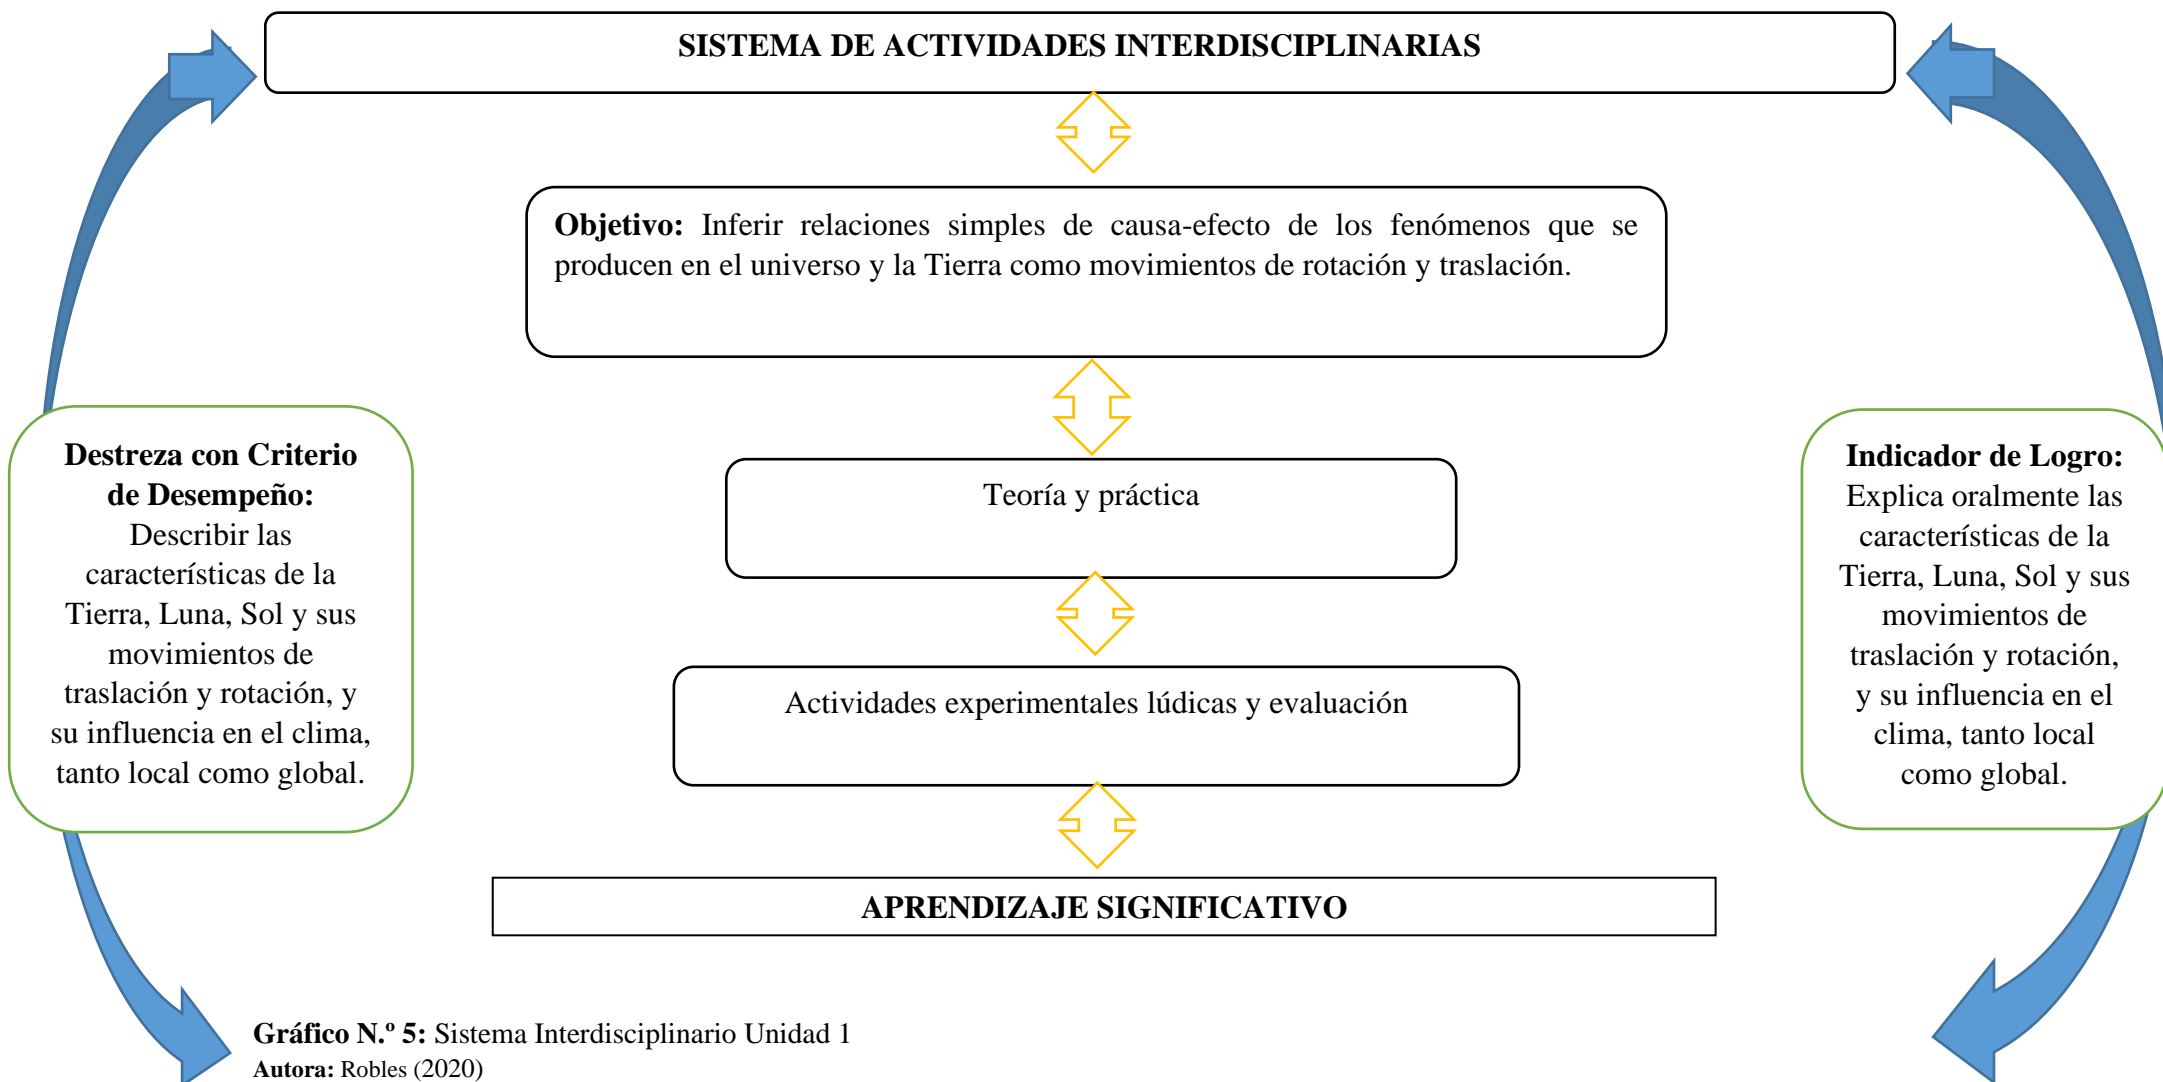 SISTEMA DE ACTIVIDADES INTERDISCIPLINARIAS
Objetivo: Inferir relaciones simples de causa-efecto de los fenómenos que se
producen en el universo y la Tierra como movimientos de rotación y traslación.
Destreza con Criterio
de Desempeño:
Describir las
características de la
Tierra, Luna, Sol y sus
movimientos de
traslación y rotación, y
su influencia en el clima,
tanto local como global.
Teoría y práctica
Actividades experimentales lúdicas y evaluación
Indicador de Logro:
Explica oralmente las
características de la
Tierra, Luna, Sol y sus
movimientos de
traslación y rotación,
y su influencia en el
clima, tanto local
como global.
APRENDIZAJE SIGNIFICATIVO
Gráfico N.º 5: Sistema Interdisciplinario Unidad 1
Autora: Robles (2020)